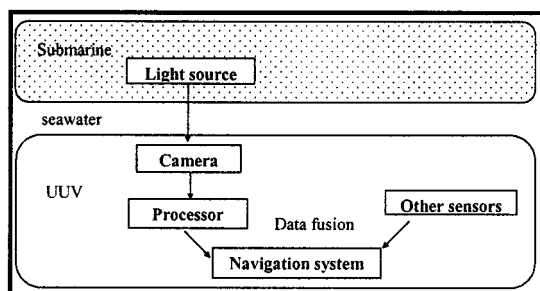 Submarine
Light source
seawater
Camera
UUV
Other sensors
Processor
Data fusion
Navigation system